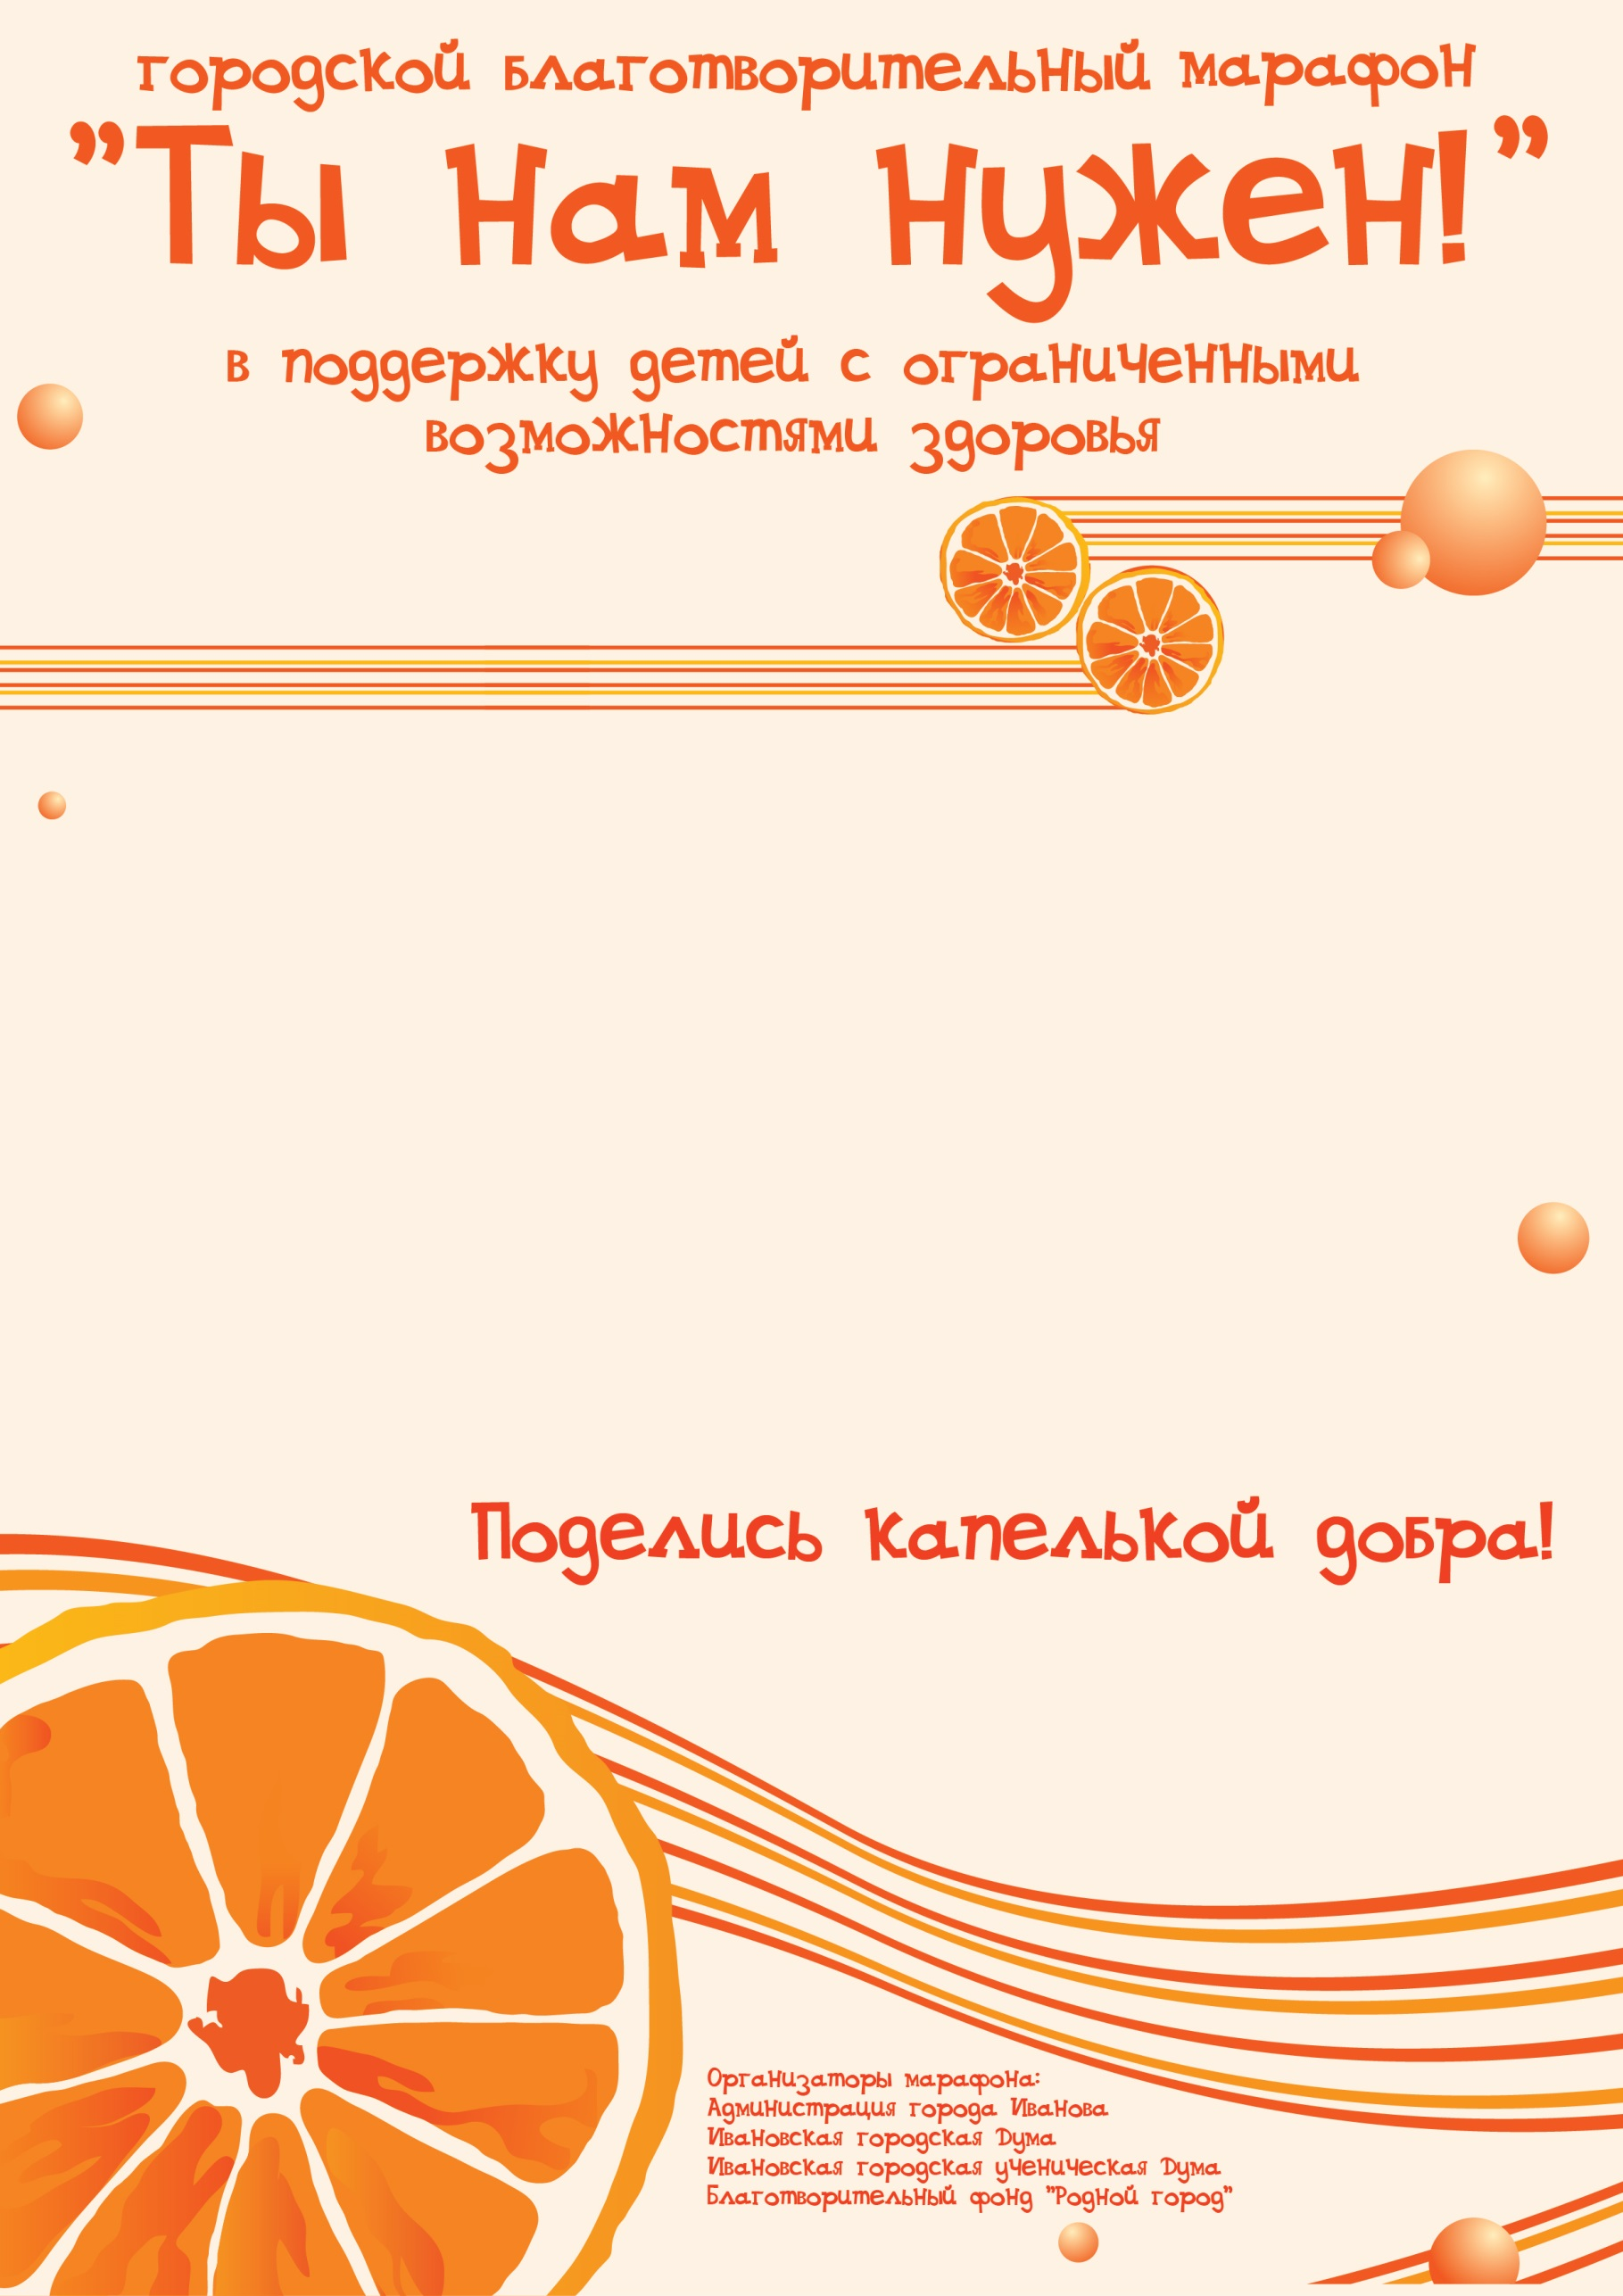 городской благотворительный марафон
”Ты нам нужен!”
в поддержку детей с ограниченными
возможностями здоровья
Поделись капелькой добра!
Организаторы марафона:
Администрация города Иванова
Ивановская городская Дума
Ивановская городская ученическая Дума
Благотворительный фонд "Родной город"